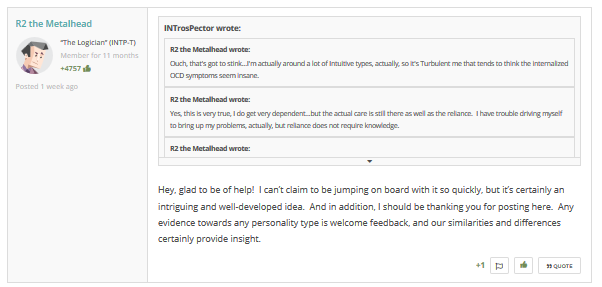 R2 the Metalhead
"The Logician" (INTP-T)
Member for 11 months
+4757
Posted 1 week ago
INTrosPector wrote:
R2 the Metalhead wrote:
Ouch, that's got to stink...I'm actually around a lot of Intuitive types, actually, so it's Turbulent me that tends to think the internalized
OCD symptoms seem insane.
R2 the Metalhead wrote:
Yes, this is very true, I do get very dependent...but the actual care is still there as well as the reliance.  I have trouble driving myself
to bring up my problems, actually, but reliance does not require knowledge.
R2 the Metalhead wrote:
Hey, glad to be of help!  I can't claim to be jumping on board with it so quickly, but it's certainly an
intriguing and well-developed idea.  And in addition, I should be thanking you for posting here.  Any
evidence towards any personality type is welcome feedback, and our similarities and differences
certainly provide insight.
+1 QUOTE